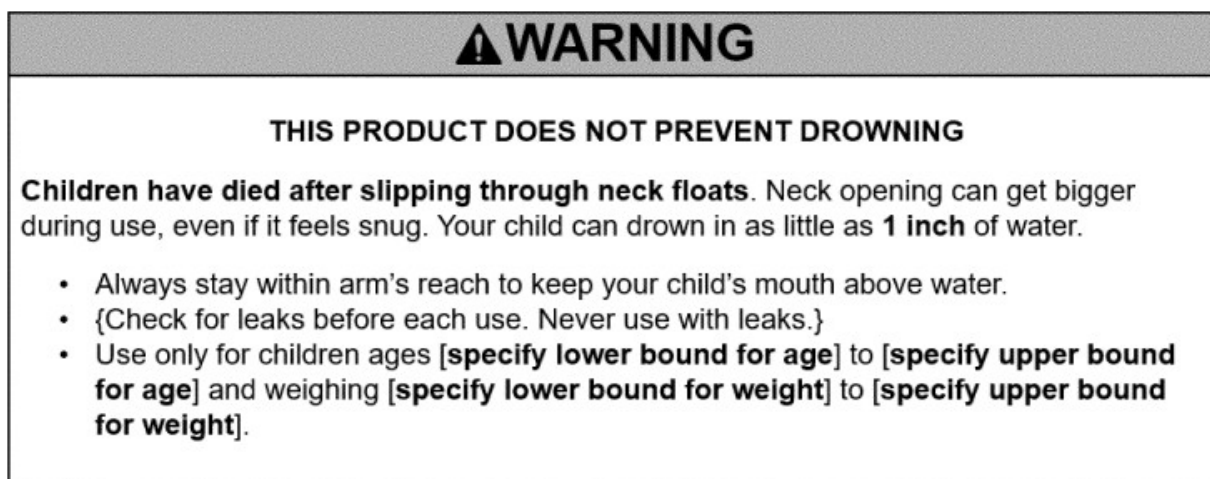 ⚠WARNING
THIS PRODUCT DOES NOT PREVENT DROWNING
Children have died after slipping through neck floats. Neck opening can get bigger
during use, even if it feels snug. Your child can drown in as little as 1 inch of water.
• Always stay within arm's reach to keep your child's mouth above water.
• {Check for leaks before each use. Never use with leaks.}
• Use only for children ages [specify lower bound for age] to [specify upper bound
for age] and weighing [specify lower bound for weight] to [specify upper bound
for weight].